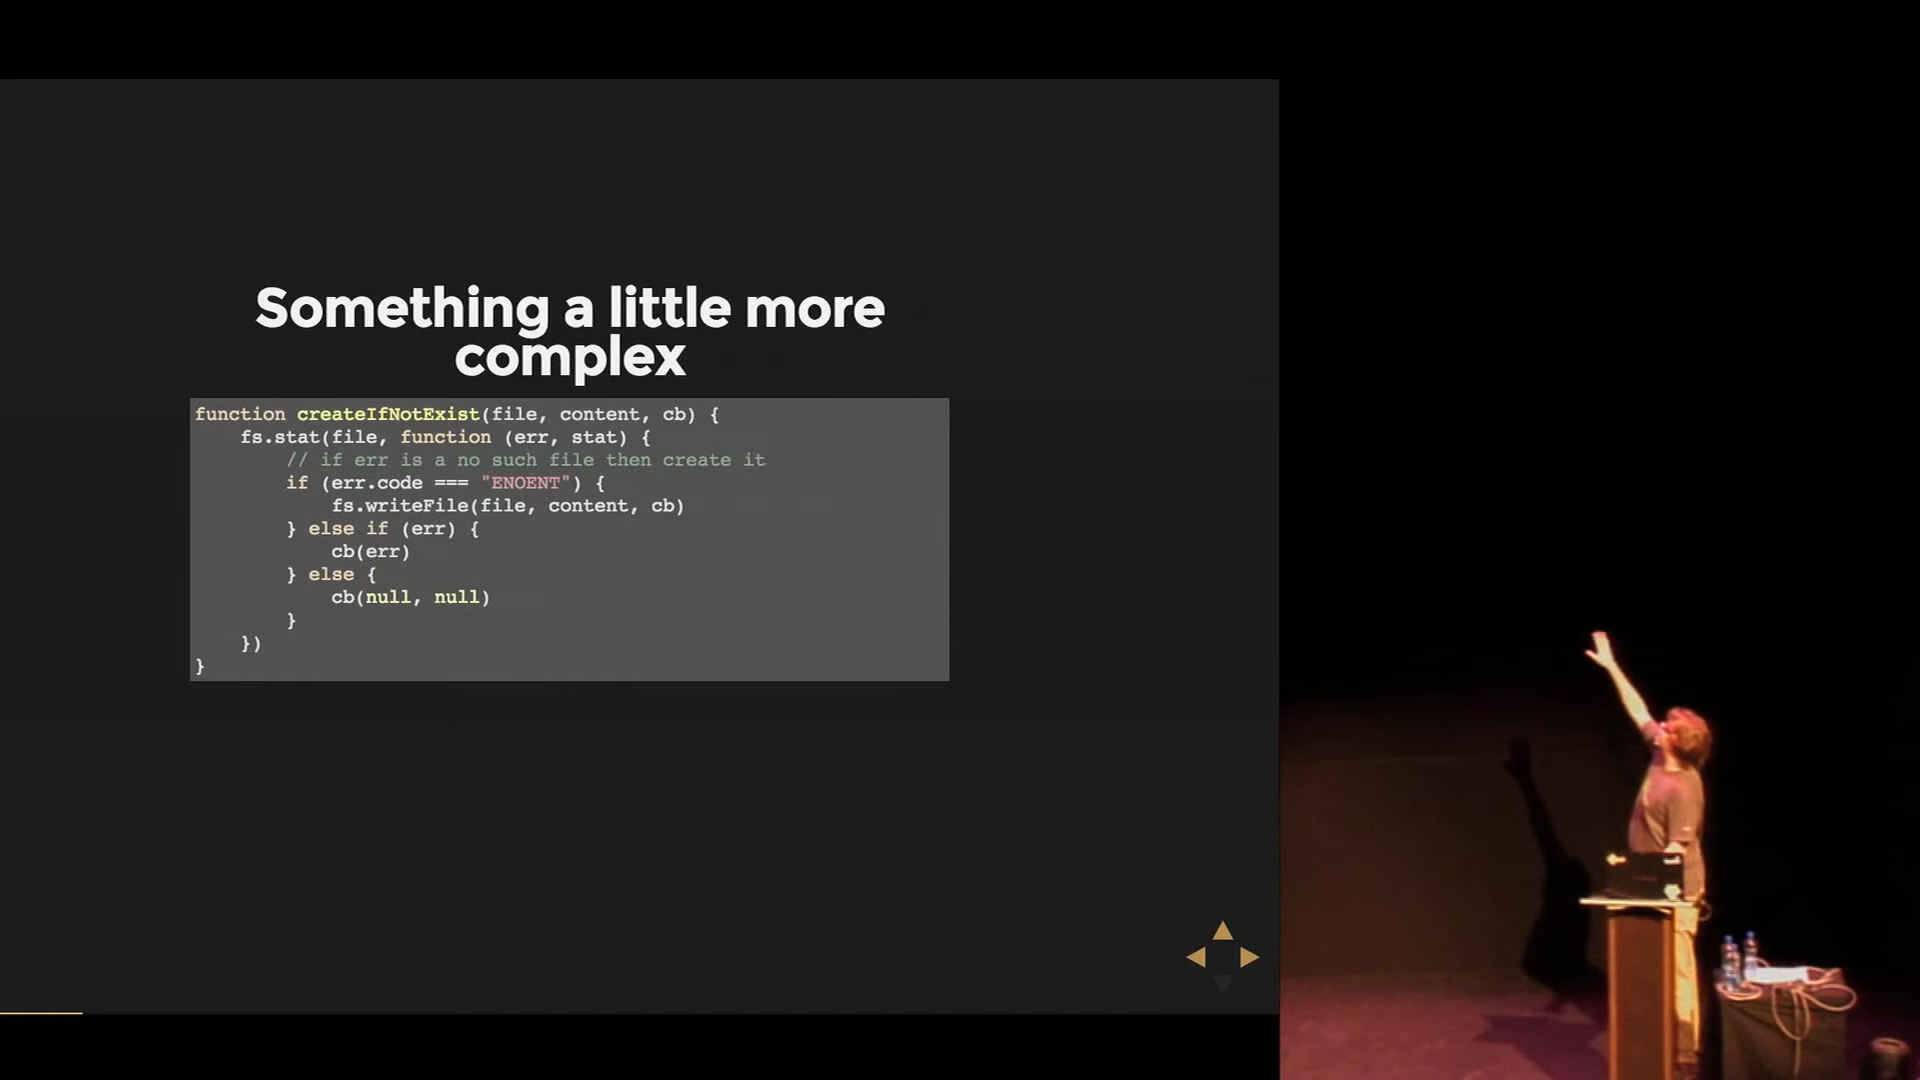 Something a little more
complex
function createIfNotExist(file, content, cb) {
    fs.stat(file, function (err, stat) {
        // if err is a no such file then create it
        if (err.code === "ENOENT") {
            fs.writeFile(file, content, cb)
        } else if (err) {
            cb(err)
        } else {
            cb(null, null)
        }
    })
}